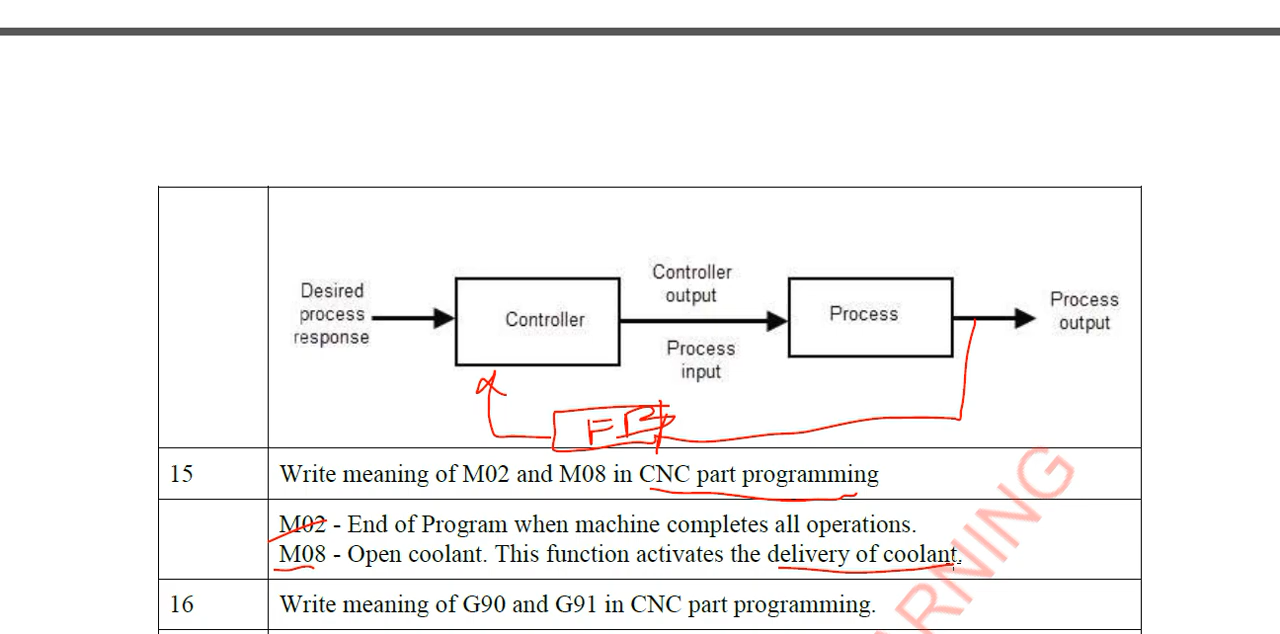 Desired
process
response
Controller
Controller
output
Process
input
Process
Process
output
FB
15
Write meaning of M02 and M08 in CNC part programming
M02 - End of Program when machine completes all operations.
M08 - Open coolant. This function activates the delivery of coolant.
16
Write meaning of G90 and G91 in CNC part programming.
RNING